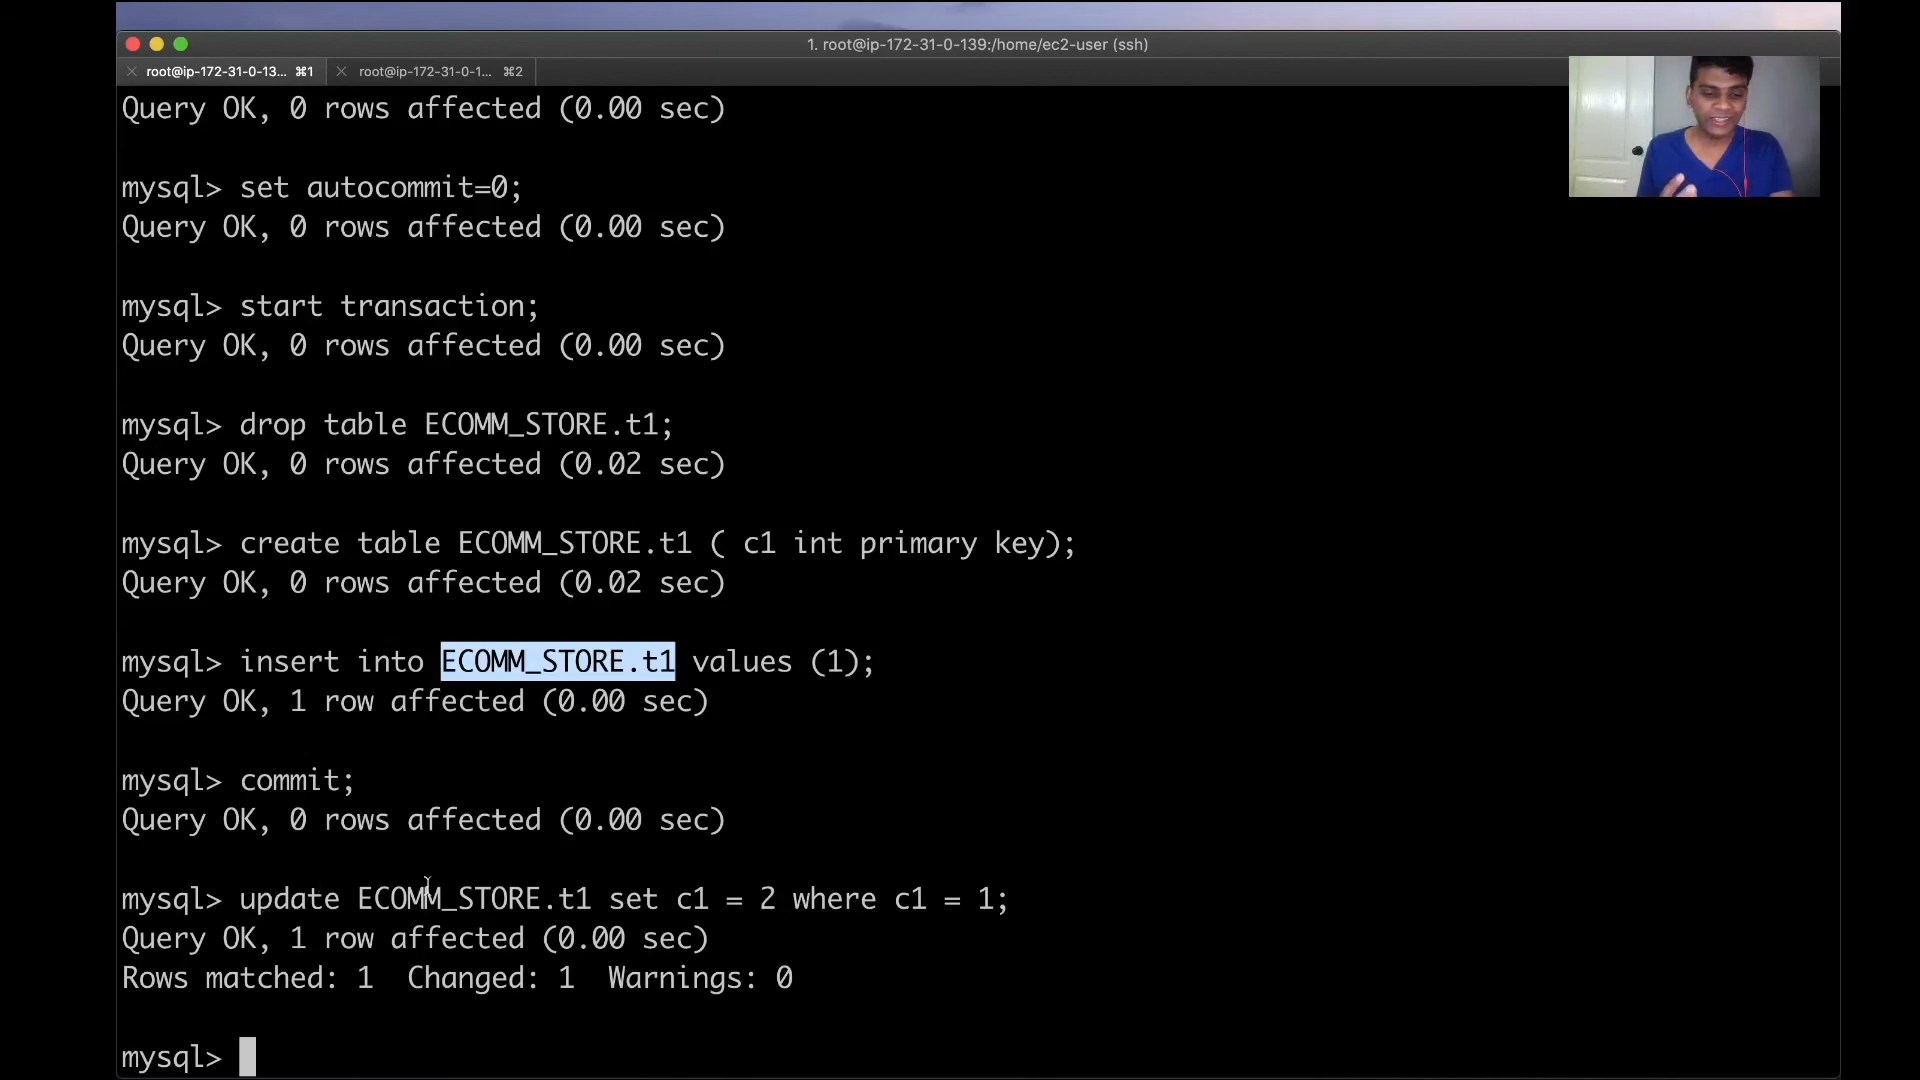 1. root@ip-172-31-0-139:/home/ec2-user (ssh)
root@ip-172-31-0-13... ⌘1
root@ip-172-31-0-1... ⌘2
Query OK, 0 rows affected (0.00 sec)
mysql> set autocommit=0;
Query OK, 0 rows affected (0.00 sec)
mysql> start transaction;
Query OK, 0 rows affected (0.00 sec)
mysql> drop table ECOMM_STORE.t1;
Query OK, 0 rows affected (0.02 sec)
mysql> create table ECOMM_STORE.t1 ( c1 int primary key);
Query OK, 0 rows affected (0.02 sec)
mysql> insert into ECOMM_STORE.t1 values (1);
Query OK, 1 row affected (0.00 sec)
mysql> commit;
Query OK, 0 rows affected (0.00 sec)
mysql> update ECOMM_STORE.t1 set c1 = 2 where c1 = 1;
Query OK, 1 row affected (0.00 sec)
Rows matched: 1  Changed: 1  Warnings: 0
mysql>